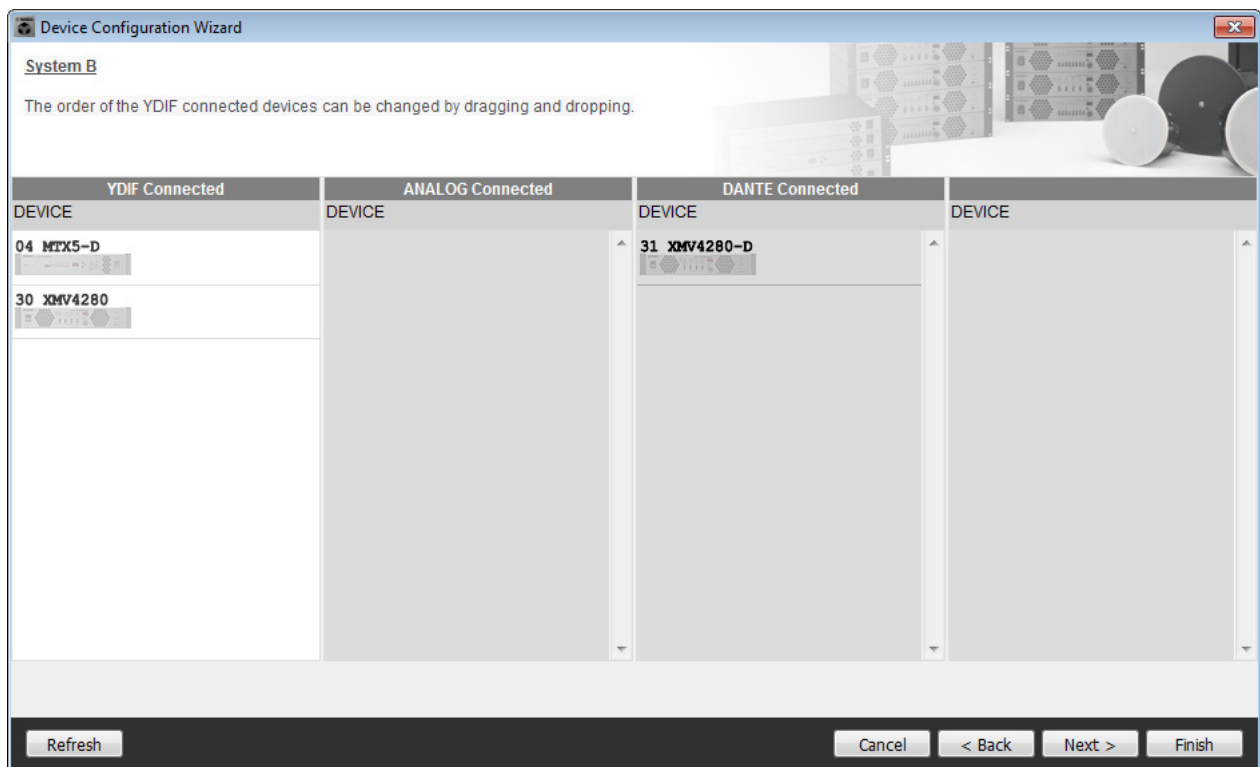 Device Configuration Wizard
System B
The order of the YDIF connected devices can be changed by dragging and dropping.
YDIF Connected ANALOG Connected DANTE Connected
DEVICE DEVICE DEVICE DEVICE
04 MTX5-D 31 XMV4280-D
30 XMV4280
Refresh Cancel < Back Next > Finish